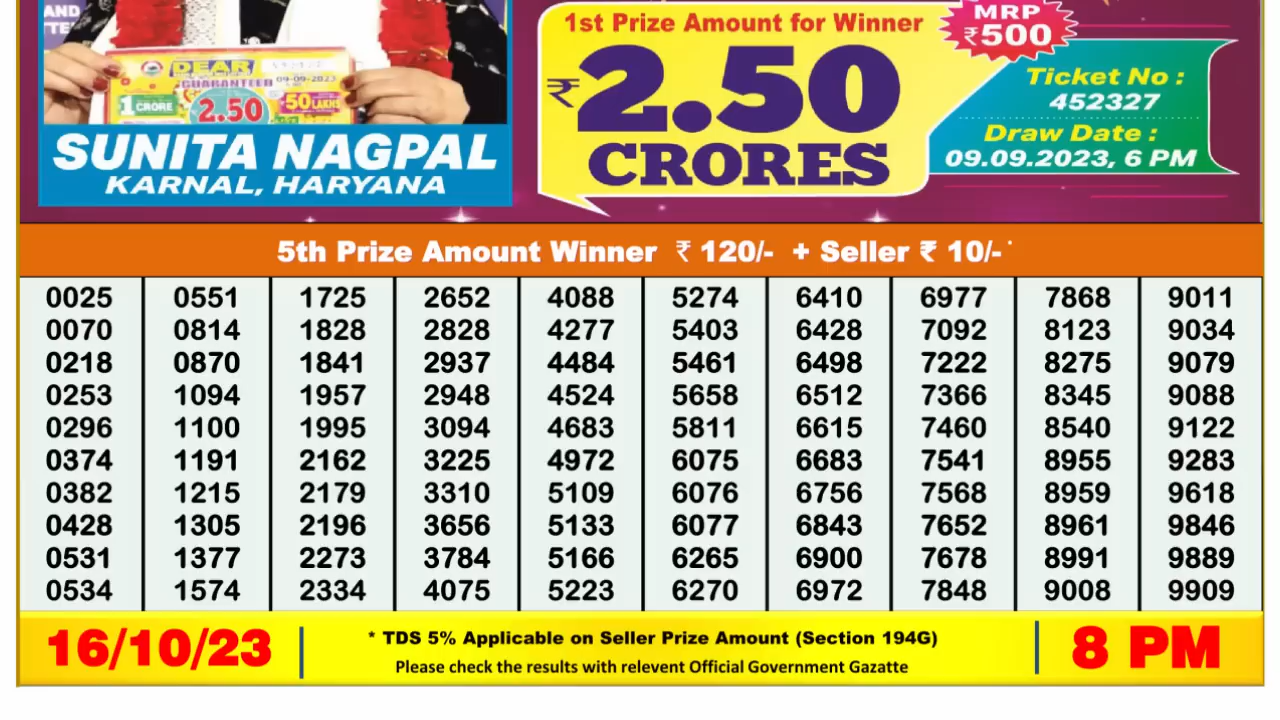 AND
TTE
1st Prize Amount for Winner
MRP
₹500
₹2.50
CRORES
Ticket No :
452327
Draw Date :
09.09.2023, 6 PM
DEAR
GUARANTEED 09-09-2023
1 CRORE
2.50
₹50 LAKHS
SUNITA NAGPAL
KARNAL, HARYANA
5th Prize Amount Winner ₹ 120/- + Seller ₹ 10/-
0025 0551 1725 2652 4088 5274 6410 6977 7868 9011
0070 0814 1828 2828 4277 5403 6428 7092 8123 9034
0218 0870 1841 2937 4484 5461 6498 7222 8275 9079
0253 1094 1957 2948 4524 5658 6512 7366 8345 9088
0296 1100 1995 3094 4683 5811 6615 7460 8540 9122
0374 1191 2162 3225 4972 6075 6683 7541 8955 9283
0382 1215 2179 3310 5109 6076 6756 7568 8959 9618
0428 1305 2196 3656 5133 6077 6843 7652 8961 9846
0531 1377 2273 3784 5166 6265 6900 7678 8991 9889
0534 1574 2334 4075 5223 6270 6972 7848 9008 9909
16/10/23
* TDS 5% Applicable on Seller Prize Amount (Section 194G)
Please check the results with relevent Official Government Gazatte
8 PM